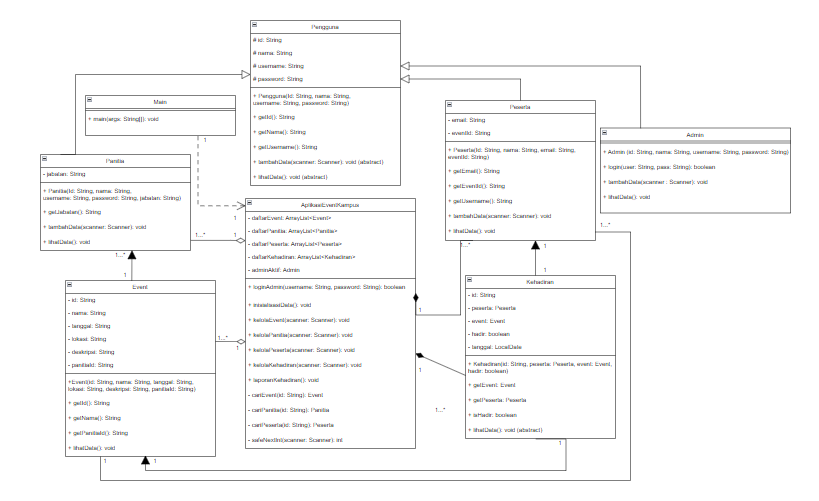 Pengguna
# id: String
# nama: String
# username: String
# password: String
+ Pengguna(id: String, nama: String,
username: String, password: String)
+ getId(): String
+ getNama(): String
+ getUsername(): String
+ tambahData(scanner: Scanner): void (abstract)
+ lihatData(): void (abstract)
Main
+ main(args: String[]): void
1
Peserta
- email: String
- eventId: String
+ Peserta(id: String, nama: String, email: String,
eventId: String)
+ getEmail(): String
+ getEventId(): String
+ getUsername(): String
+ tambahData(scanner: Scanner): void
+ lihatData(): void
1...*
1
1...*
Admin
+ Admin (id: String, nama: String, username: String, password: String)
+ login(user: String, pass: String): boolean
+ tambahData(scanner : Scanner): void
+ lihatData(): void
Panitia
- jabatan: String
+ Panitia(id: String, nama: String,
username: String, password: String, jabatan: String)
+ getJabatan(): String
+ tambahData(scanner: Scanner): void
+ lihatData(): void
1...*
1
1...*
1
1
AplikasiEventKampus
- daftarEvent: ArrayList<Event>
- daftarPanitia: ArrayList<Panitia>
- daftarPeserta: ArrayList<Peserta>
- daftarKehadiran: ArrayList<Kehadiran>
- adminAktif: Admin
+ loginAdmin(username: String, password: String): boolean
+ inisialisasiData(): void
+ kelolaEvent(scanner: Scanner): void
+ kelolaPanitia(scanner: Scanner): void
+ kelolaPeserta(scanner: Scanner): void
+ kelolaKehadiran(scanner: Scanner): void
+ laporanKehadiran(): void
- cariEvent(id: String): Event
- cariPanitia(id: String): Panitia
- cariPeserta(id: String): Peserta
- safeNextInt(scanner: Scanner): int
1
1
1...*
Event
- id: String
- nama: String
- tanggal: String
- lokasi: String
- deskripsi: String
- panitiaId: String
+Event(id: String, nama: String, tanggal: String,
lokasi: String, deskripsi: String, panitiaId: String)
+ getId(): String
+ getNama(): String
+ getPanitiaId(): String
+ lihatData(): void
1...*
1
1
1
Kehadiran
- id: String
- peserta: Peserta
- event: Event
- hadir: boolean
- tanggal: LocalDate
+ Kehadiran(id: String, peserta: Peserta, event: Event,
hadir: boolean)
+ getEvent: Event
+ getPeserta: Peserta
+ isHadir: boolean
+ lihatData(): void (abstract)
1
1